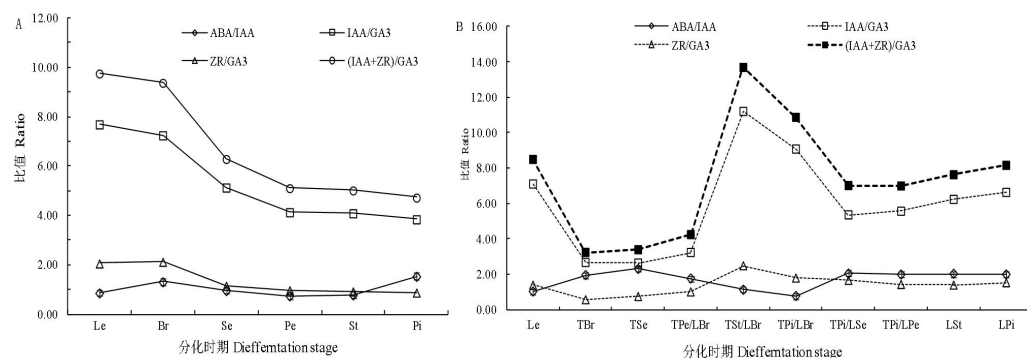 A
12.00
10.00
8.00
6.00
4.00
2.00
0.00
比值 Ratio
ABA/IAA
IAA/GA3
ZR/GA3
(IAA+ZR)/GA3
Le Br Se Pe St Pi
分化时期 Diefferntation stage
B
16.00
14.00
12.00
10.00
8.00
6.00
4.00
2.00
0.00
比值 Ratio
ABA/IAA
IAA/GA3
ZR/GA3
(IAA+ZR)/GA3
Le TBr TSe TPe/LBr TSt/LBr TPi/LBr TPi/LSe TPi/LPe LSt LPi
分化时期 Diefferntation stage